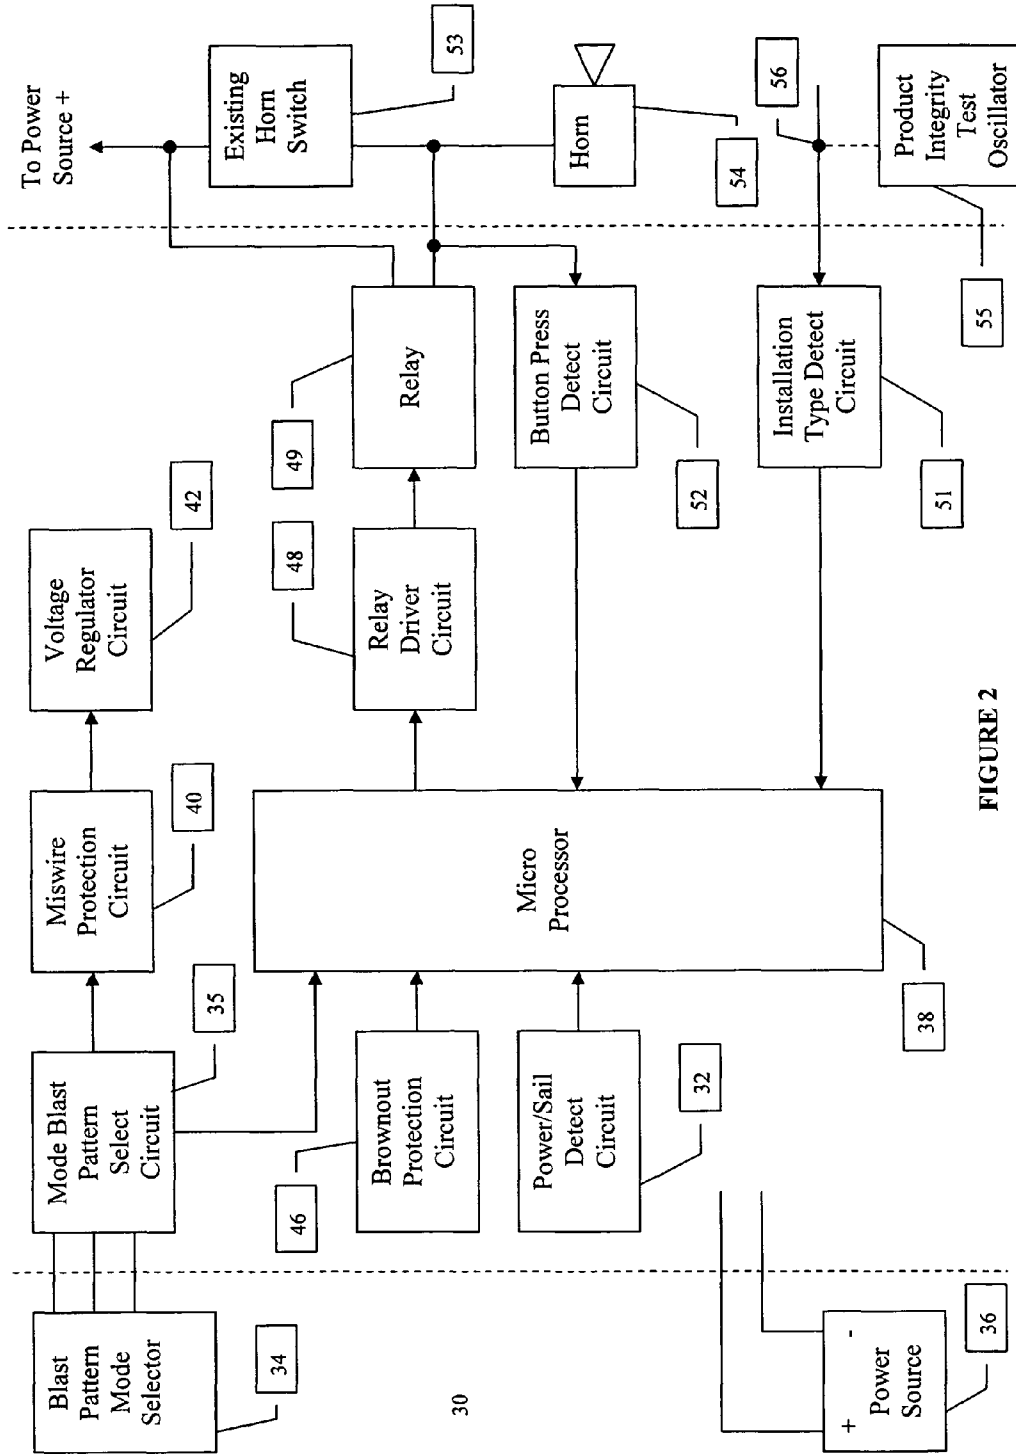 Blast
Pattern
Mode
Selector
34
Mode Blast
Pattern
Select
Circuit
35
Miswire
Protection
Circuit
40
Voltage
Regulator
Circuit
42
To Power
Source +
Existing
Horn
Switch
53
46
Brownout
Protection
Circuit
Micro
Processor
38
48
Relay
Driver
Circuit
49
Relay
Horn
54
Power/Sail
Detect
Circuit
32
Button Press
Detect
Circuit
52
Installation
Type Detect
Circuit
51
56
Product
Integrity
Test
Oscillator
55
30
+
-
Power
Source
36
FIGURE 2